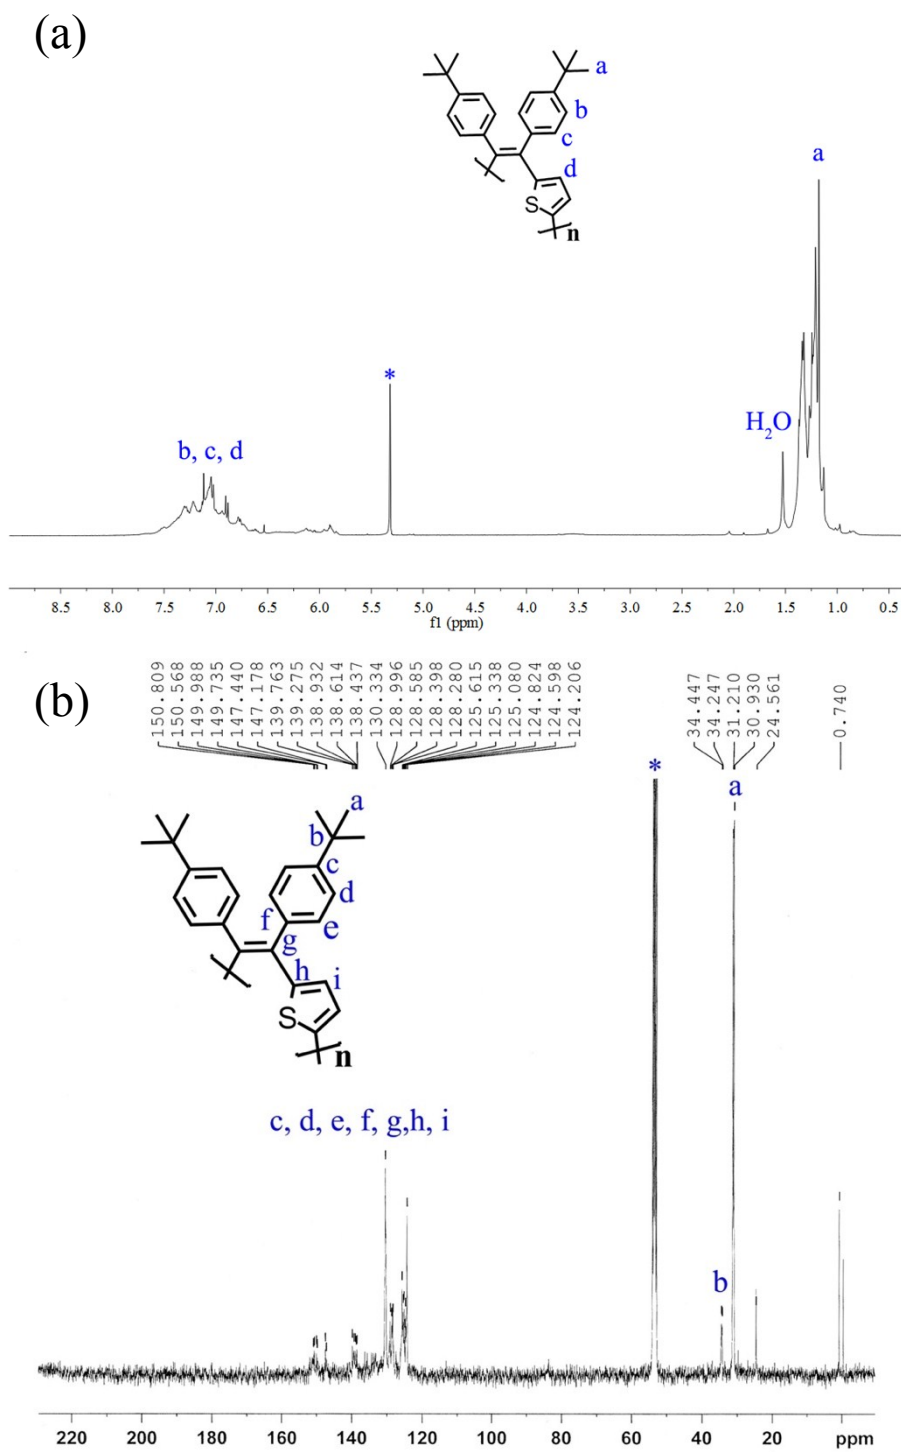 (a)
a
b
c
d
S
n
a
*
H₂O
b, c, d
8.5 8.0 7.5 7.0 6.5 6.0 5.5 5.0 4.5 4.0 3.5 3.0 2.5 2.0 1.5 1.0 0.5
f1 (ppm)
(b)
150.809
150.568
149.988
149.735
147.440
147.178
139.763
139.275
138.932
138.614
138.437
130.334
128.996
128.585
128.398
128.280
125.615
125.338
125.080
124.824
124.598
124.206
34.447
34.247
31.210
30.930
24.561
0.740
*
a
a
b
c
d
f
e
g
h
i
S
n
c, d, e, f, g,h, i
b
220 200 180 160 140 120 100 80 60 40 20 ppm